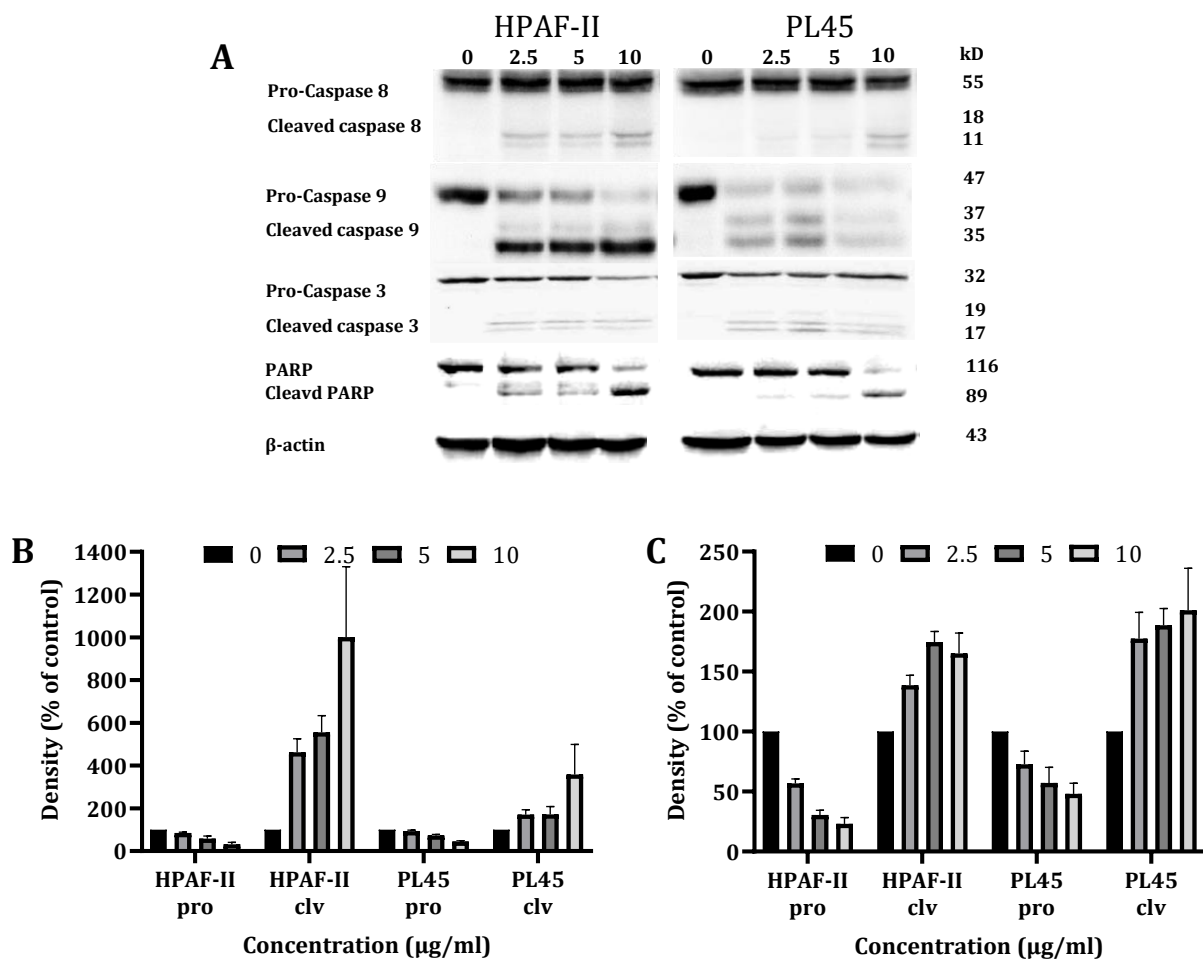 HPAF-II PL45
A 0 2.5 5 10 0 2.5 5 10 kD
Pro-Caspase 8 55
Cleaved caspase 8 18
11
Pro-Caspase 9 47
37
Cleaved caspase 9 35
Pro-Caspase 3 32
19
Cleaved caspase 3 17
PARP 116
Cleavd PARP 89
β-actin 43
B
0 2.5 5 10
Density (% of control)
1400
1200
1000
800
600
400
200
0
HPAF-II HPAF-II PL45 PL45
pro clv pro clv
Concentration (µg/ml)
C
0 2.5 5 10
Density (% of control)
250
200
150
100
50
0
HPAF-II HPAF-II PL45 PL45
pro clv pro clv
Concentration (µg/ml)